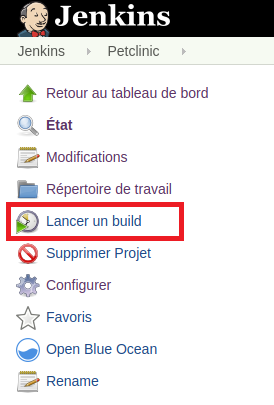 Jenkins
Jenkins Petclinic
Retour au tableau de bord
État
Modifications
Répertoire de travail
Lancer un build
Supprimer Projet
Configurer
Favoris
Open Blue Ocean
Rename